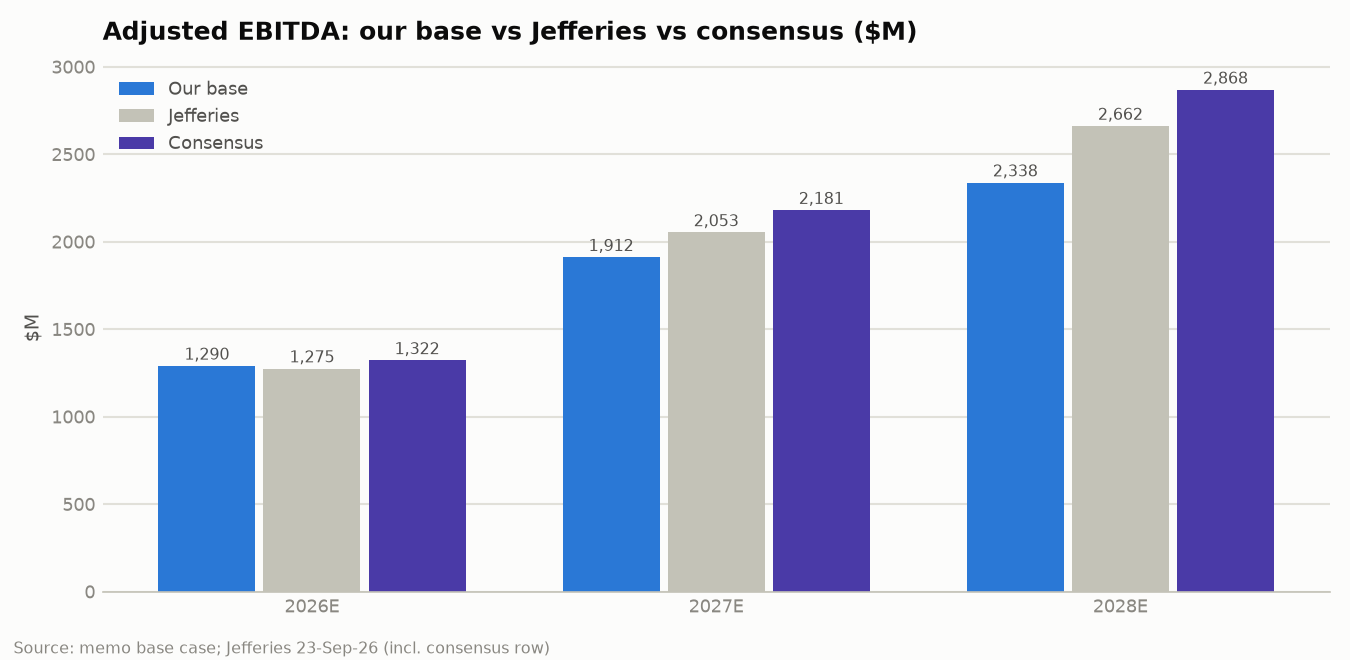 Adjusted EBITDA: our base vs Jefferies vs consensus ($M)
Our base
Jefferies
Consensus
$M
3000
2500
2000
1500
1000
500
0
1,290
1,275
1,322
1,912
2,053
2,181
2,338
2,662
2,868
2026E
2027E
2028E
Source: memo base case; Jefferies 23-Sep-26 (incl. consensus row)